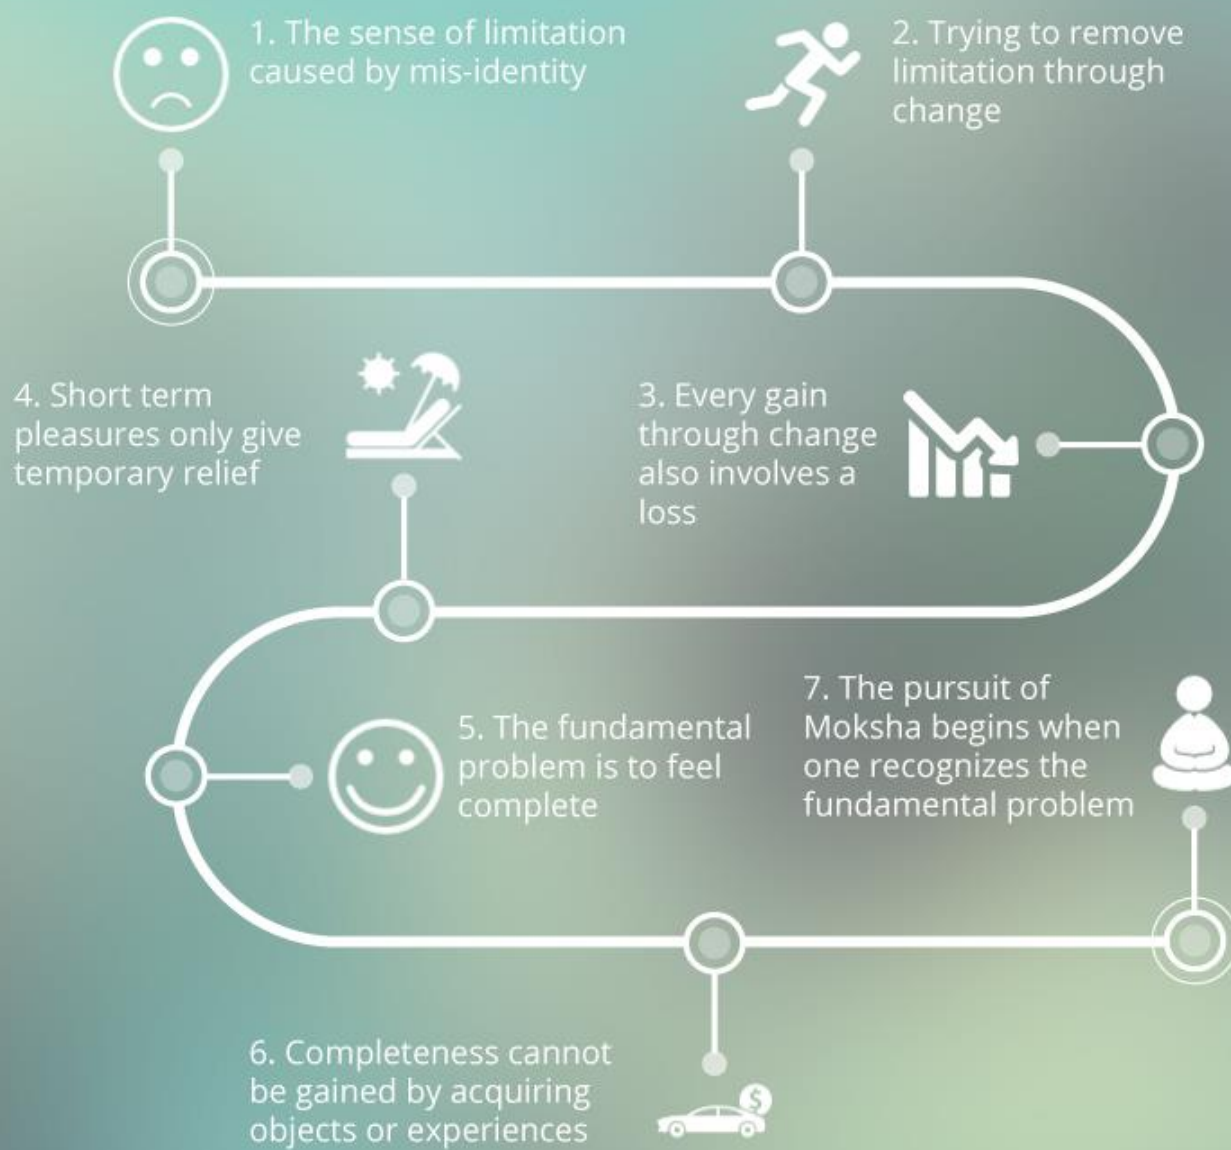 1. The sense of limitation
caused by mis-identity
2. Trying to remove
limitation through
change
3. Every gain
through change
also involves a
loss
4. Short term
pleasures only give
temporary relief
5. The fundamental
problem is to feel
complete
6. Completeness cannot
be gained by acquiring
objects or experiences
$
7. The pursuit of
Moksha begins when
one recognizes the
fundamental problem